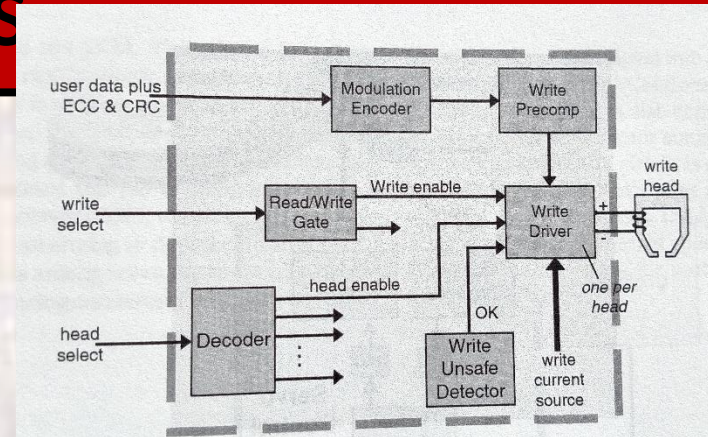 S
user data plus
ECC & CRC
Modulation
Encoder
Write
Precomp
write
head
write
select
Read/Write
Gate
Write enable
Write
Driver
+
-
one per
head
head enable
head
select
Decoder
OK
Write
Unsafe
Detector
write
current
source